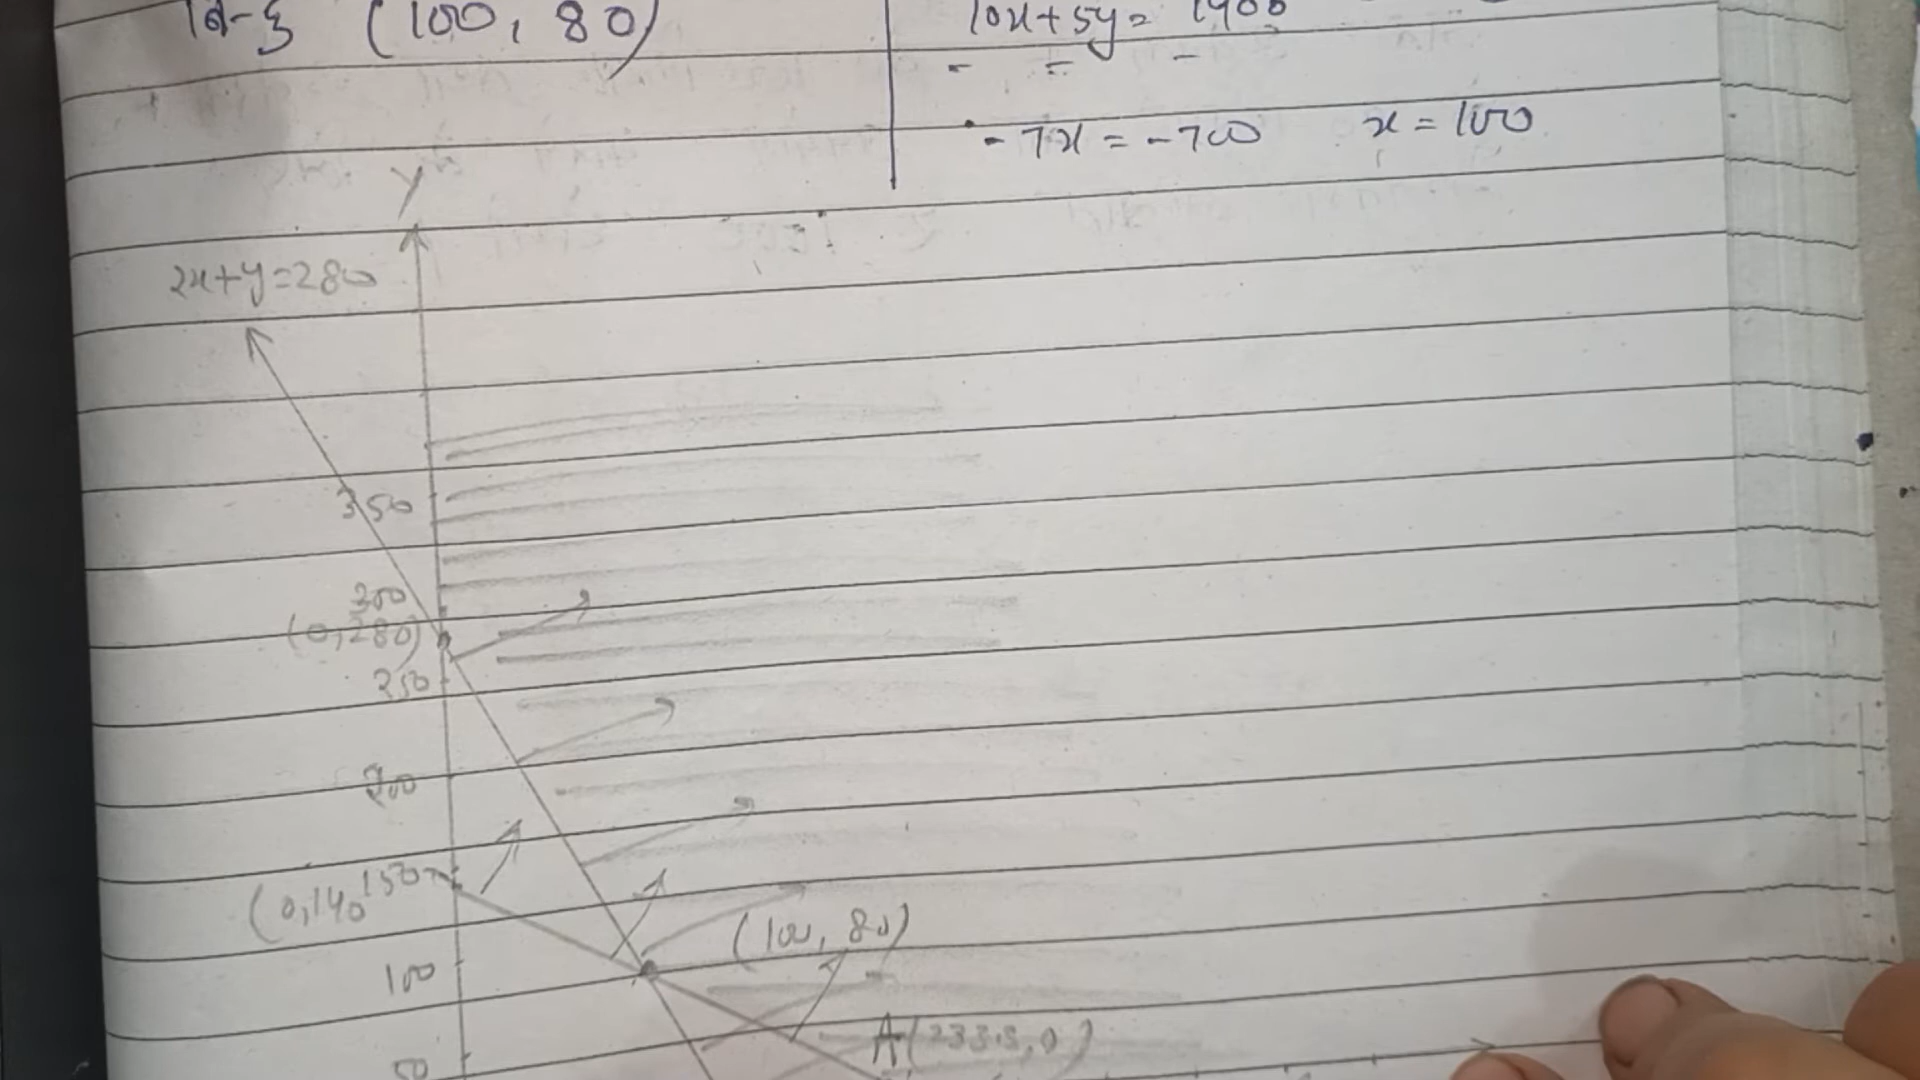 (100, 80)
10x+5y= 1400
- - -
- 7x = -700 x = 100
y
2x+y=280
350
300
(0,280)
250
200
150
(0,140
100
(100, 80)
A(233.3,0)
50